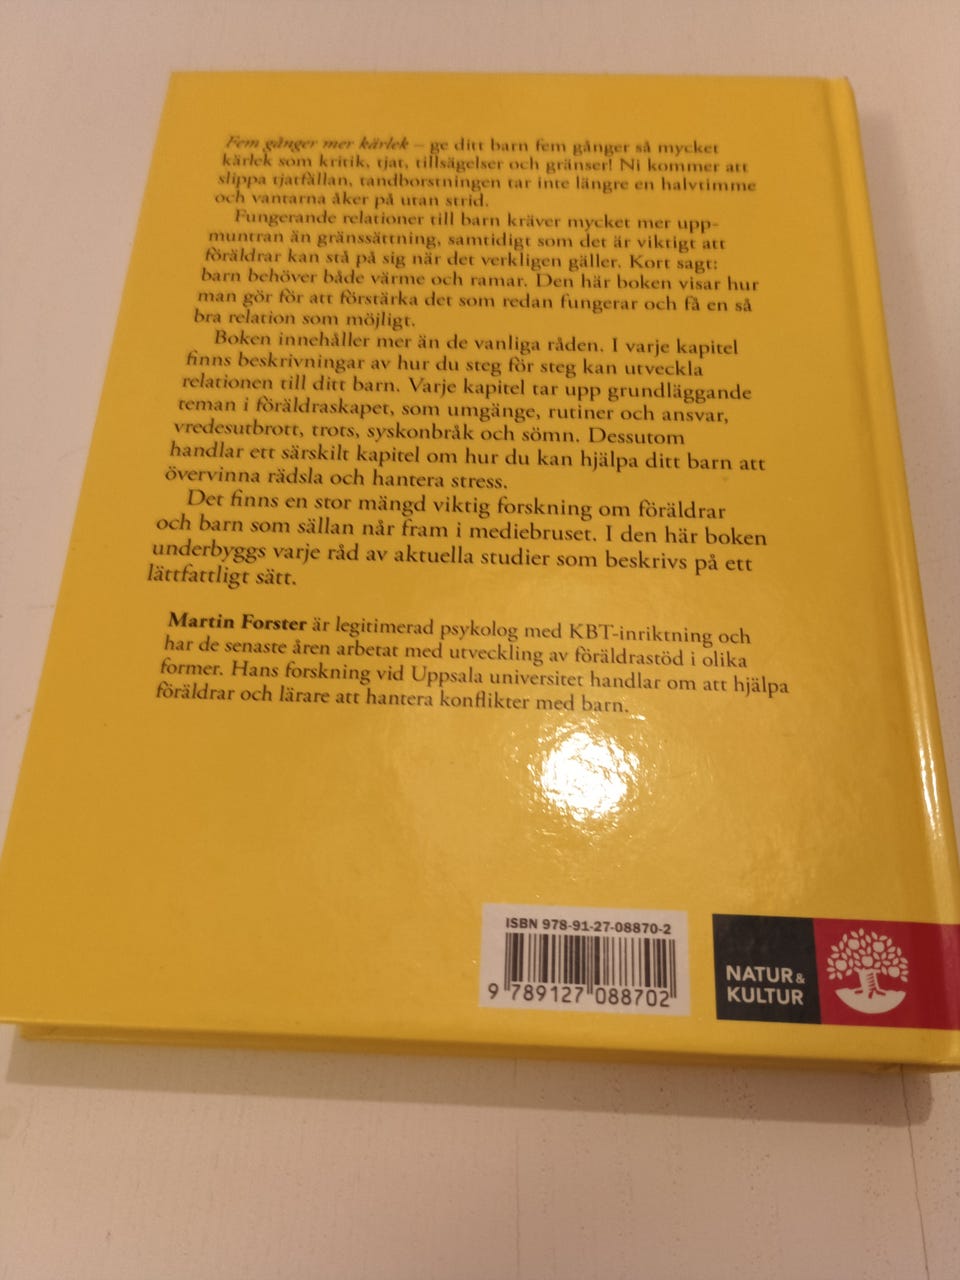 Fem gånger mer kärlek – ge ditt barn fem gånger så mycket
kärlek som kritik, tjat, tillsägelser och gränser! Ni kommer att
slippa tjatfällan, tandborstningen tar inte längre en halvtimme
och vantarna åker på utan strid.
Fungerande relationer till barn kräver mycket mer upp-
muntran än gränssättning, samtidigt som det är viktigt att
föräldrar kan stå på sig när det verkligen gäller. Kort sagt:
barn behöver både värme och ramar. Den här boken visar hur
man gör för att förstärka det som redan fungerar och få en så
bra relation som möjligt.
Boken innehåller mer än de vanliga råden. I varje kapitel
finns beskrivningar av hur du steg för steg kan utveckla
relationen till ditt barn. Varje kapitel tar upp grundläggande
teman i föräldraskapet, som umgänge, rutiner och ansvar,
vredesutbrott, trots, syskonbråk och sömn. Dessutom
handlar ett särskilt kapitel om hur du kan hjälpa ditt barn att
övervinna rädsla och hantera stress.
Det finns en stor mängd viktig forskning om föräldrar
och barn som sällan når fram i mediebruset. I den här boken
underbyggs varje råd av aktuella studier som beskrivs på ett
lättfattligt sätt.
Martin Forster är legitimerad psykolog med KBT-inriktning och
har de senaste åren arbetat med utveckling av föräldrastöd i olika
former. Hans forskning vid Uppsala universitet handlar om att hjälpa
föräldrar och lärare att hantera konflikter med barn.
ISBN 978-91-27-08870-2
9 789127 088702
NATUR &
KULTUR